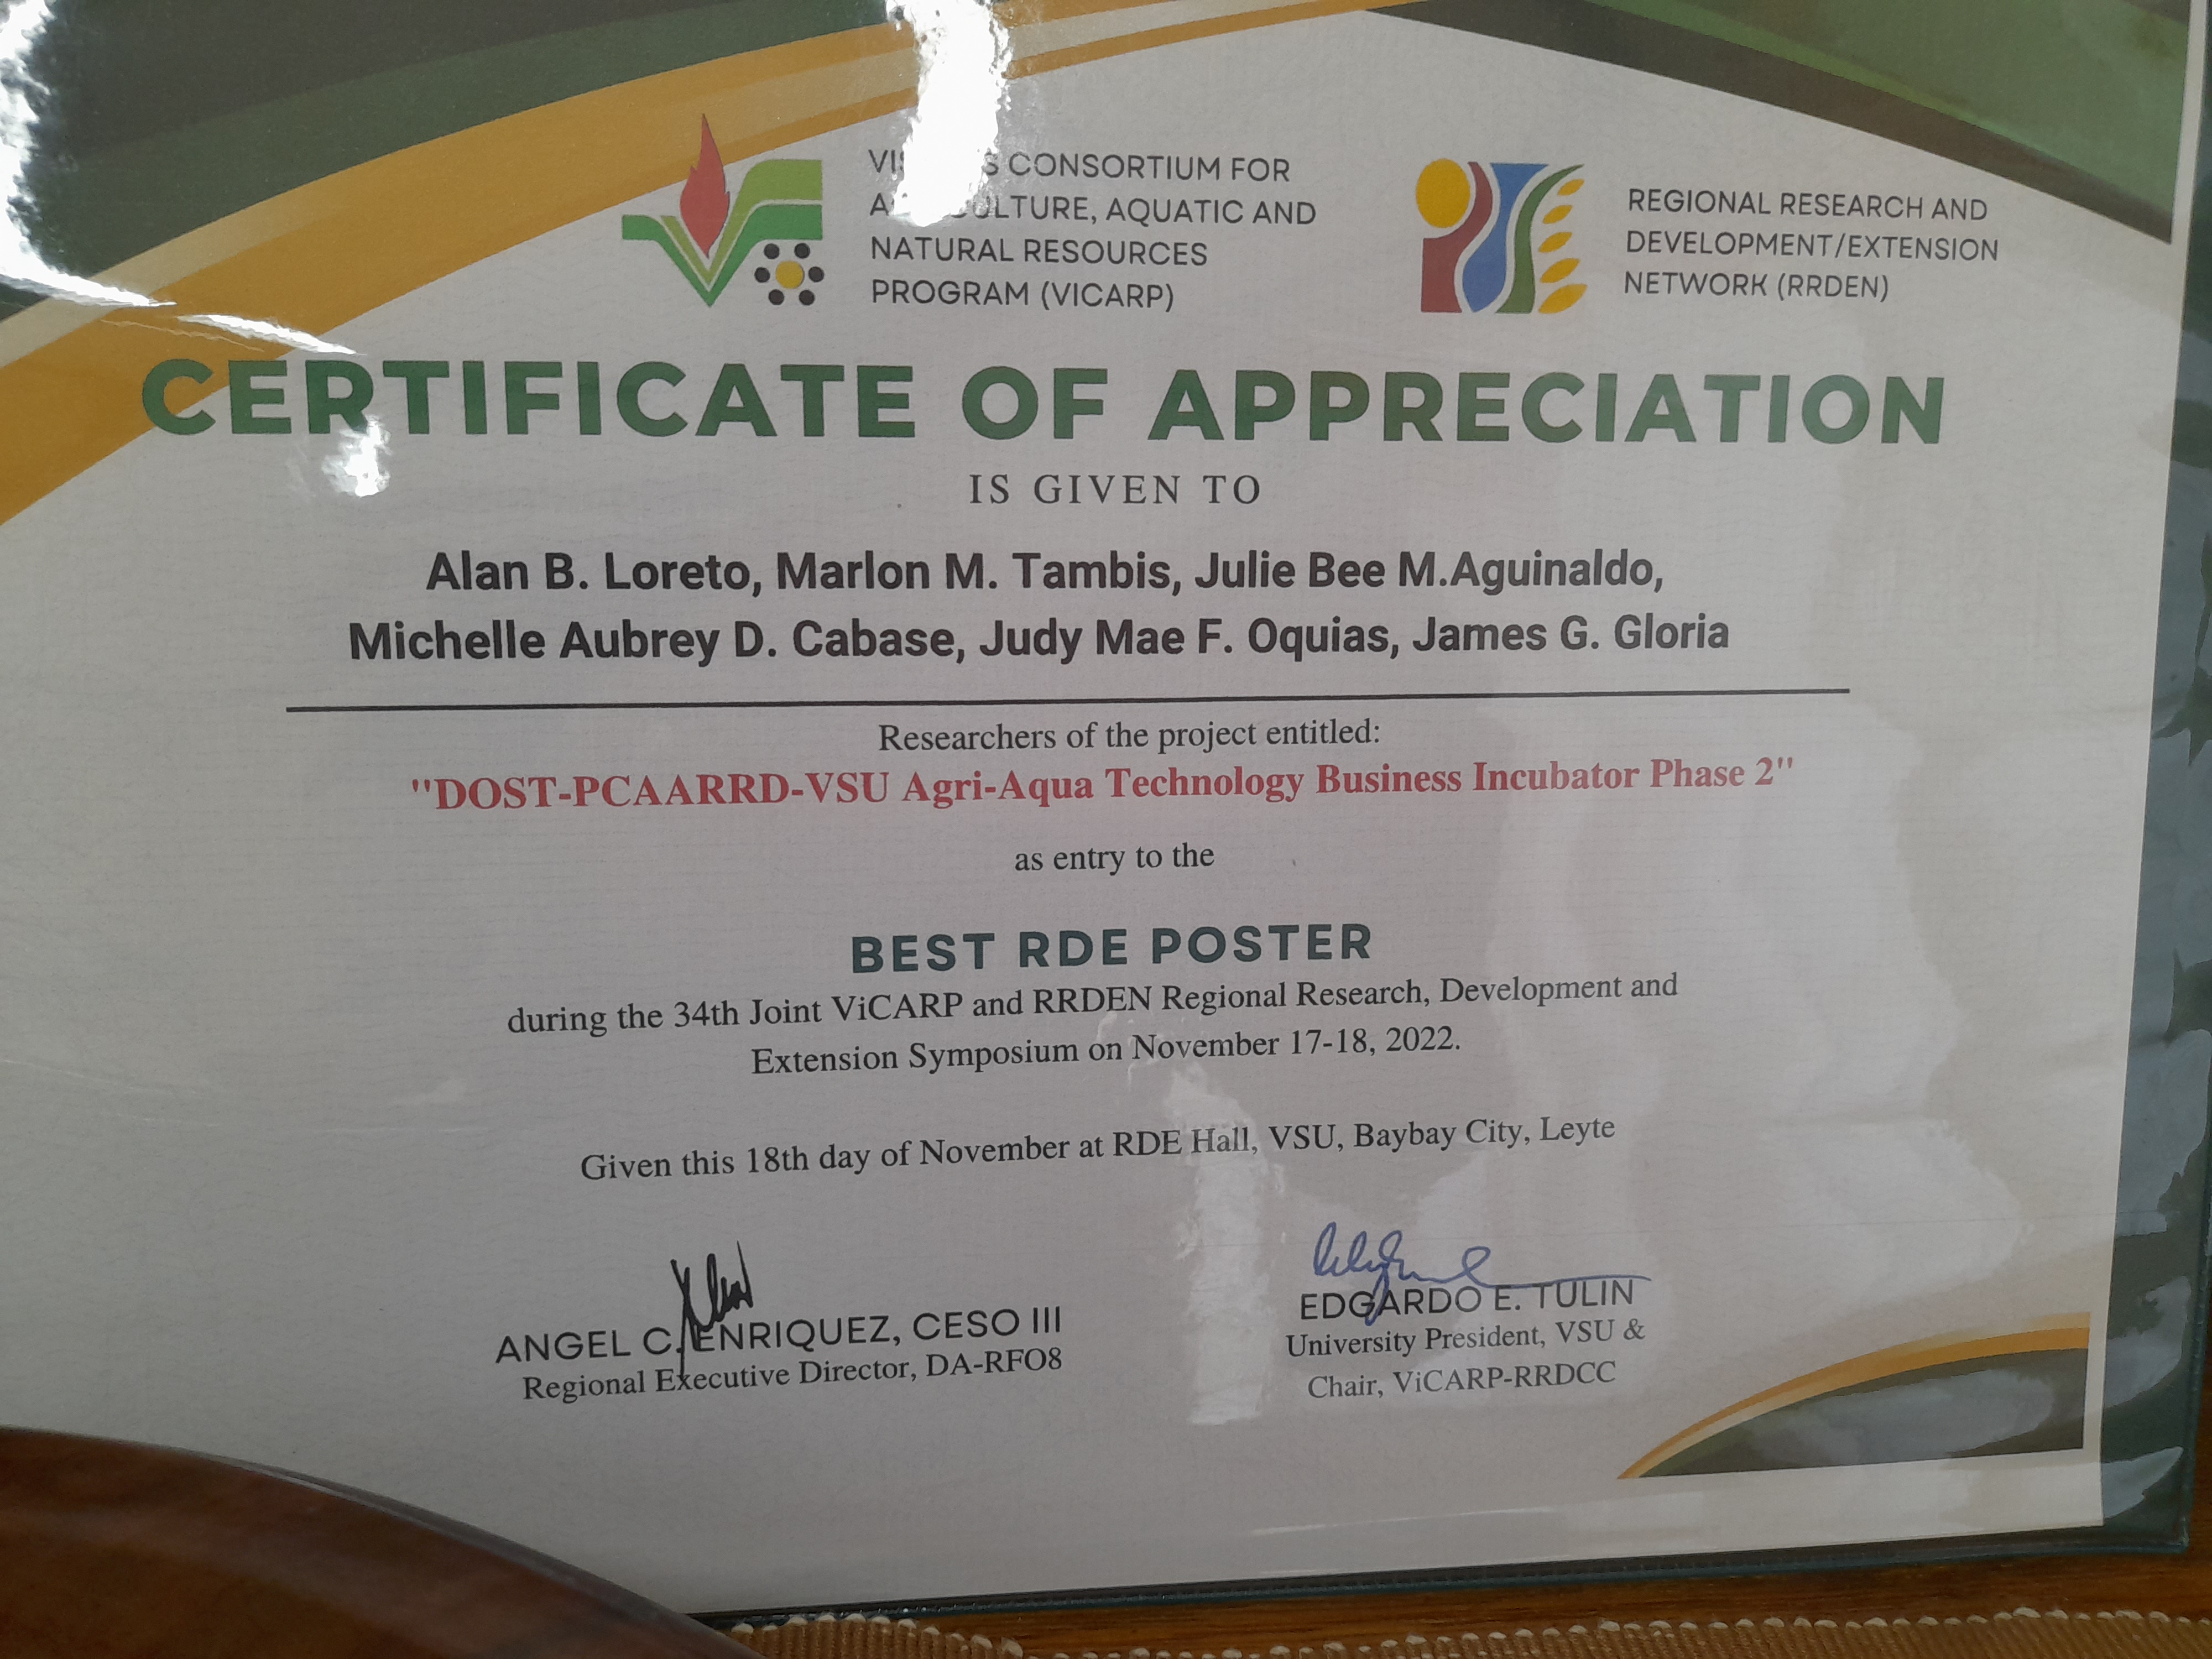 CONSORTIUM FOR
AQUATIC AND
NATURAL RESOURCES
PROGRAM (VICARP)
REGIONAL RESEARCH AND
DEVELOPMENT/EXTENSION
NETWORK (RRDEN)
CERTIFICATE OF APPRECIATION
IS GIVEN TO
Alan B. Loreto, Marlon M. Tambis, Julie Bee M.Aguinaldo,
Michelle Aubrey D. Cabase, Judy Mae F. Oquias, James G. Gloria
Researchers of the project entitled:
"DOST-PCAARRD-VSU Agri-Aqua Technology Business Incubator Phase 2"
as entry to the
BEST RDE POSTER
during the 34th Joint ViCARP and RRDEN Regional Research, Development and
Extension Symposium on November 17-18, 2022.
Given this 18th day of November at RDE Hall, VSU, Baybay City, Leyte
ANGEL C. ENRIQUEZ, CESO III
Regional Executive Director, DA-RFO8
EDGARDO E. TULIN
University President, VSU &
Chair, ViCARP-RRDCC